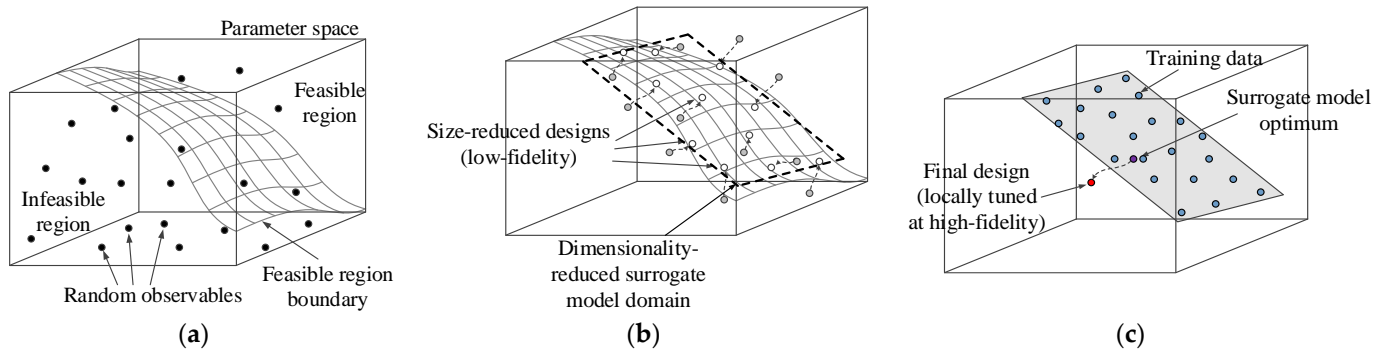 Parameter space
Feasible
region
Infeasible
region
Random observables
Feasible region
boundary
(a)
Size-reduced designs
(low-fidelity)
Dimensionality-
reduced surrogate
model domain
(b)
Training data
Surrogate model
optimum
Final design
(locally tuned
at high-fidelity)
(c)